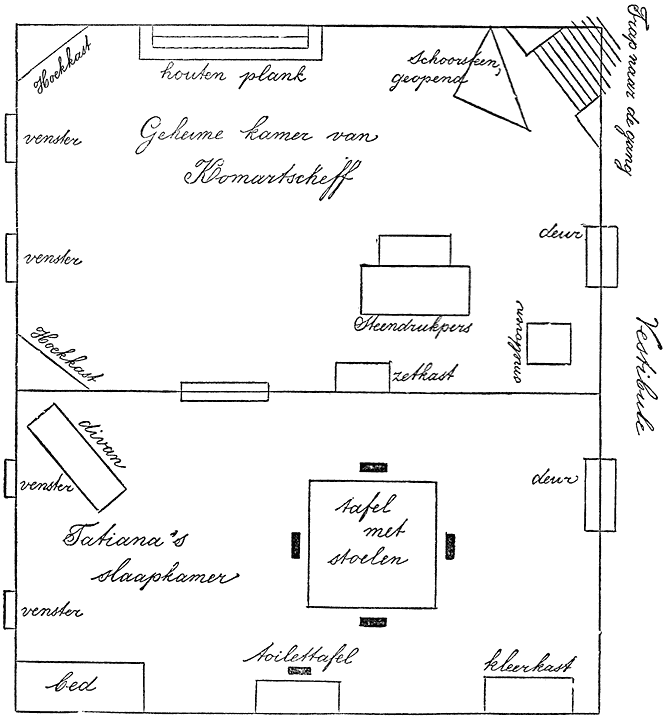 Hoekkast
houten plank
Schoorsteen,
geopend
Trap naar de gang
venster
Geheime kamer van
Komartscheff
venster
deur
Steendrukpers
smeltoven
Vestibule
Hoekkast
zetkast
divan
venster
tafel
met
stoelen
deur
Tatiana's
slaapkamer
venster
toilettafel
kleerkast
bed